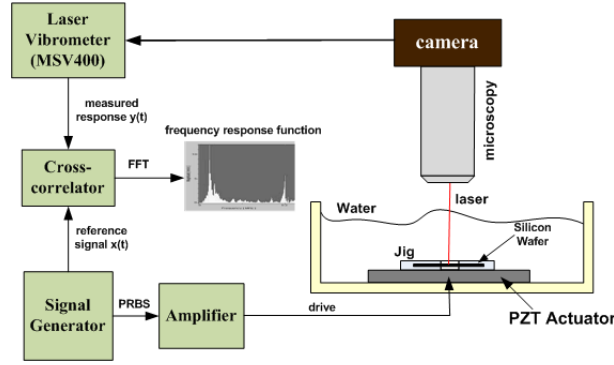 Laser
Vibrometer
(MSV400)
camera
measured
response y(t)
microscopy
frequency response function
Cross-
correlator
FFT
laser
Water
Silicon
Wafer
Jig
reference
signal x(t)
Signal
Generator
PRBS
Amplifier
drive
PZT Actuator